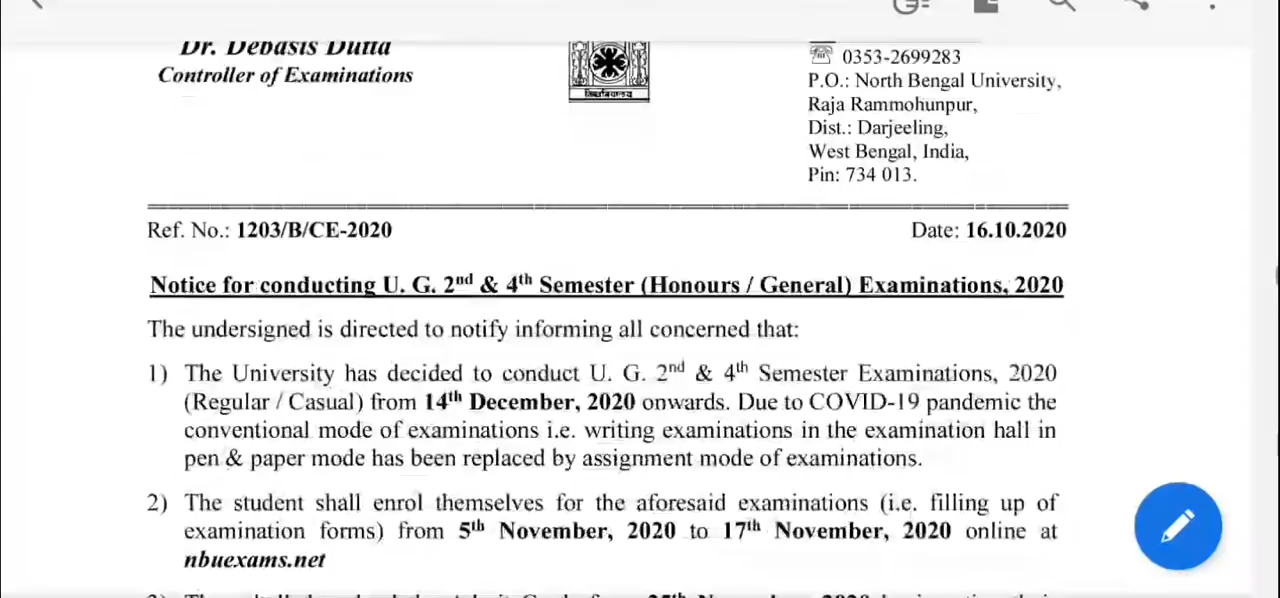 Dr. Debasis Dutta
Controller of Examinations
0353-2699283
P.O.: North Bengal University,
Raja Rammohunpur,
Dist.: Darjeeling,
West Bengal, India,
Pin: 734 013.
Ref. No.: 1203/B/CE-2020
Date: 16.10.2020
Notice for conducting U. G. 2nd & 4th Semester (Honours / General) Examinations, 2020
The undersigned is directed to notify informing all concerned that:
1) The University has decided to conduct U. G. 2nd & 4th Semester Examinations, 2020
(Regular / Casual) from 14th December, 2020 onwards. Due to COVID-19 pandemic the
conventional mode of examinations i.e. writing examinations in the examination hall in
pen & paper mode has been replaced by assignment mode of examinations.
2) The student shall enrol themselves for the aforesaid examinations (i.e. filling up of
examination forms) from 5th November, 2020 to 17th November, 2020 online at
nbuexams.net